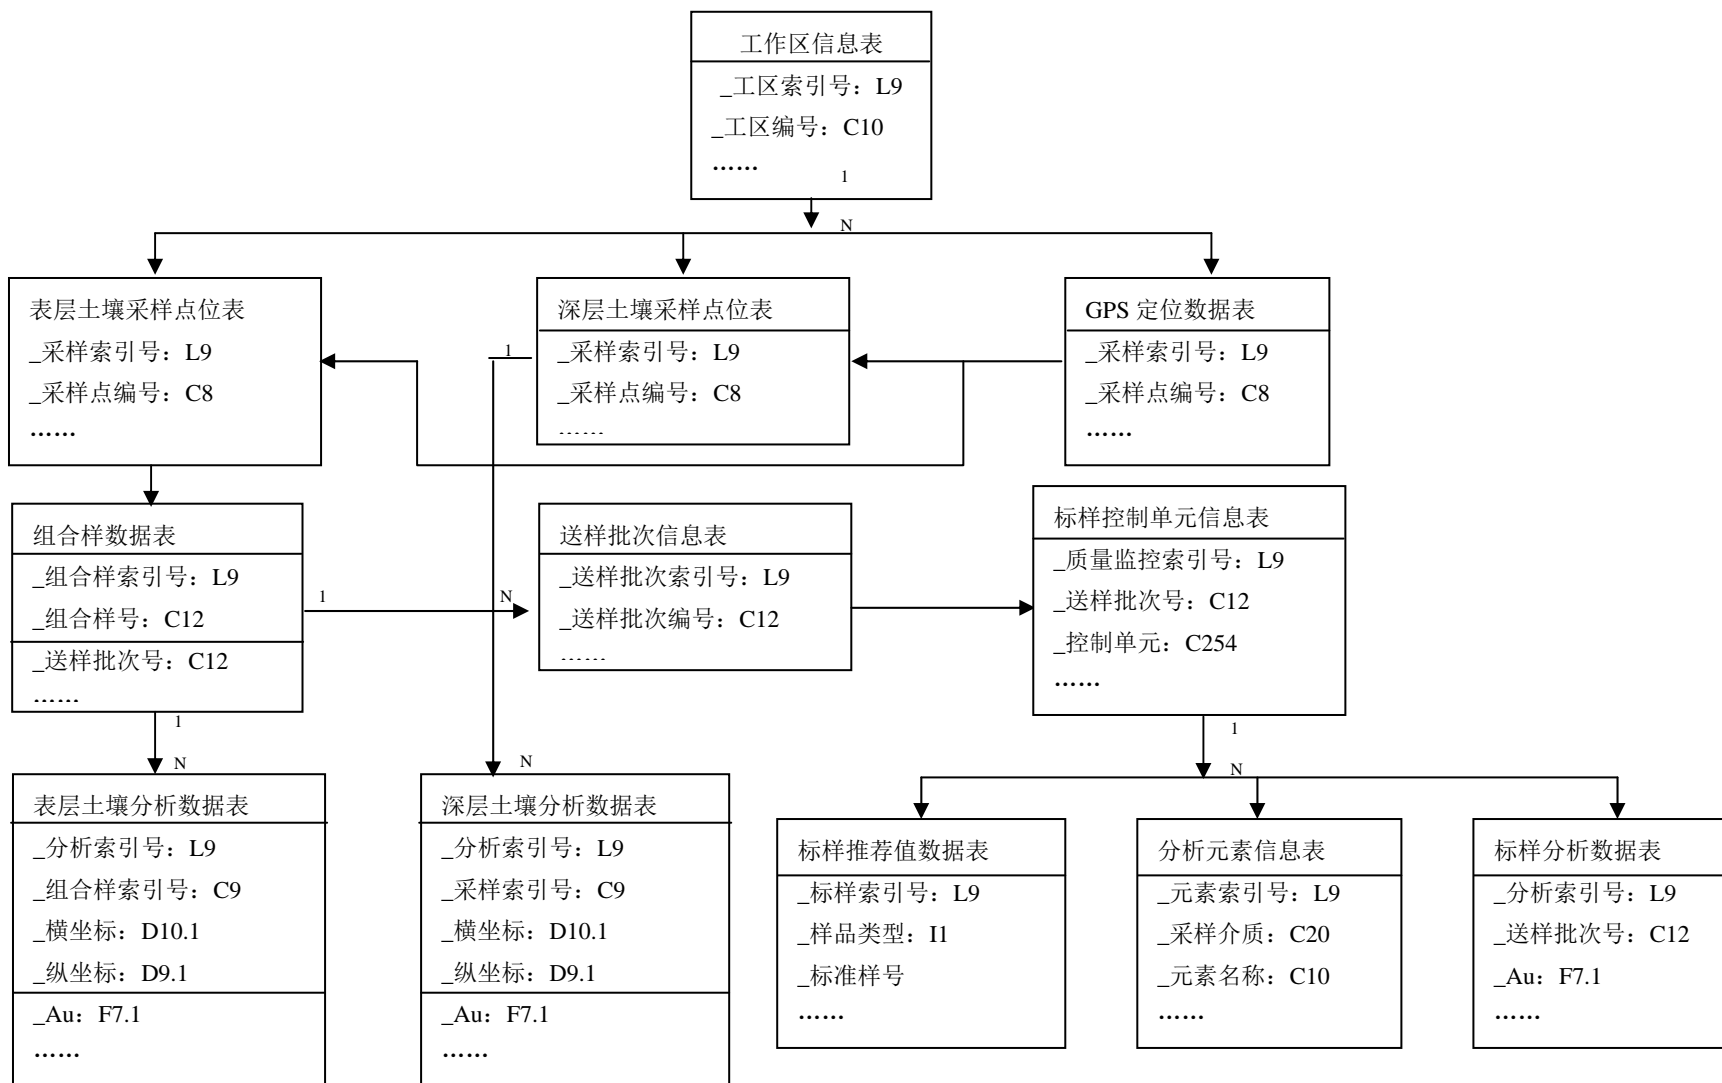 工作区信息表
_工区索引号：L9
_工区编号：C10
……
1
N
表层土壤采样点位表
_采样索引号：L9
_采样点编号：C8
……
深层土壤采样点位表
_采样索引号：L9
_采样点编号：C8
……
1
GPS 定位数据表
_采样索引号：L9
_采样点编号：C8
……
组合样数据表
_组合样索引号：L9
_组合样号：C12
_送样批次号：C12
……
1
N
送样批次信息表
_送样批次索引号：L9
_送样批次编号：C12
……
标样控制单元信息表
_质量监控索引号：L9
_送样批次号：C12
_控制单元：C254
……
1
N
N
1
N
表层土壤分析数据表
_分析索引号：L9
_组合样索引号：C9
_横坐标：D10.1
_纵坐标：D9.1
_Au：F7.1
……
深层土壤分析数据表
_分析索引号：L9
_采样索引号：C9
_横坐标：D10.1
_纵坐标：D9.1
_Au：F7.1
……
标样推荐值数据表
_标样索引号：L9
_样品类型：I1
_标准样号
……
分析元素信息表
_元素索引号：L9
_采样介质：C20
_元素名称：C10
……
标样分析数据表
_分析索引号：L9
_送样批次号：C12
_Au：F7.1
……